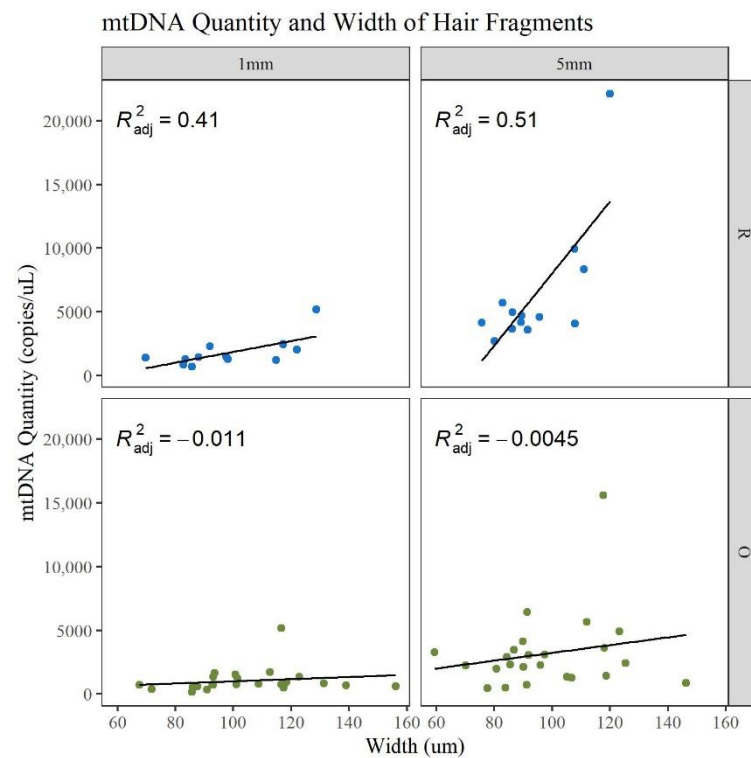 mtDNA Quantity and Width of Hair Fragments
1mm
5mm
R²adj = 0.41
R²adj = 0.51
R
20,000
15,000
10,000
5000
0
R²adj = −0.011
R²adj = −0.0045
O
20,000
15,000
10,000
5000
0
mtDNA Quantity (copies/uL)
60 80 100 120 140 160
60 80 100 120 140 160
Width (um)